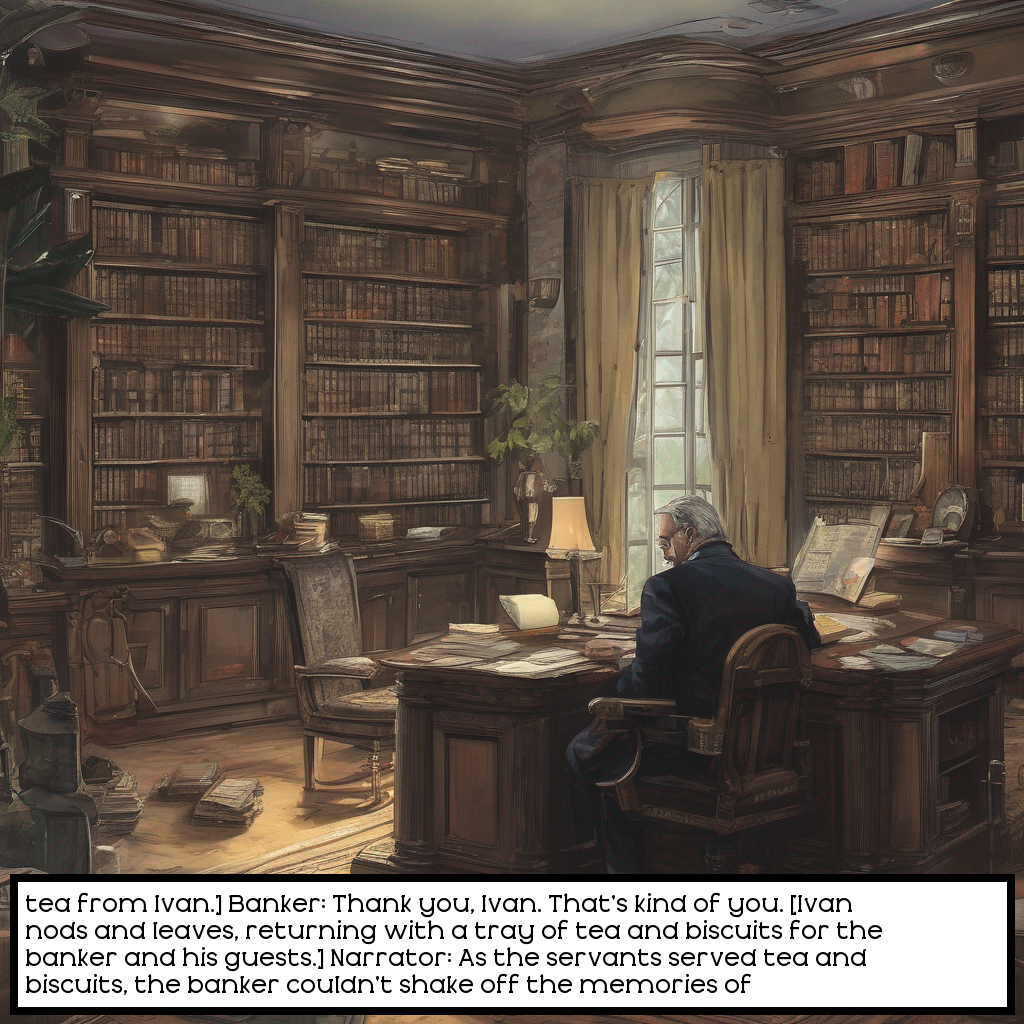 tea from Ivan.] Banker: Thank you, Ivan. That's kind of you. [Ivan
nods and leaves, returning with a tray of tea and biscuits for the
banker and his guests.] Narrator: As the servants served tea and
biscuits, the banker couldn't shake off the memories of